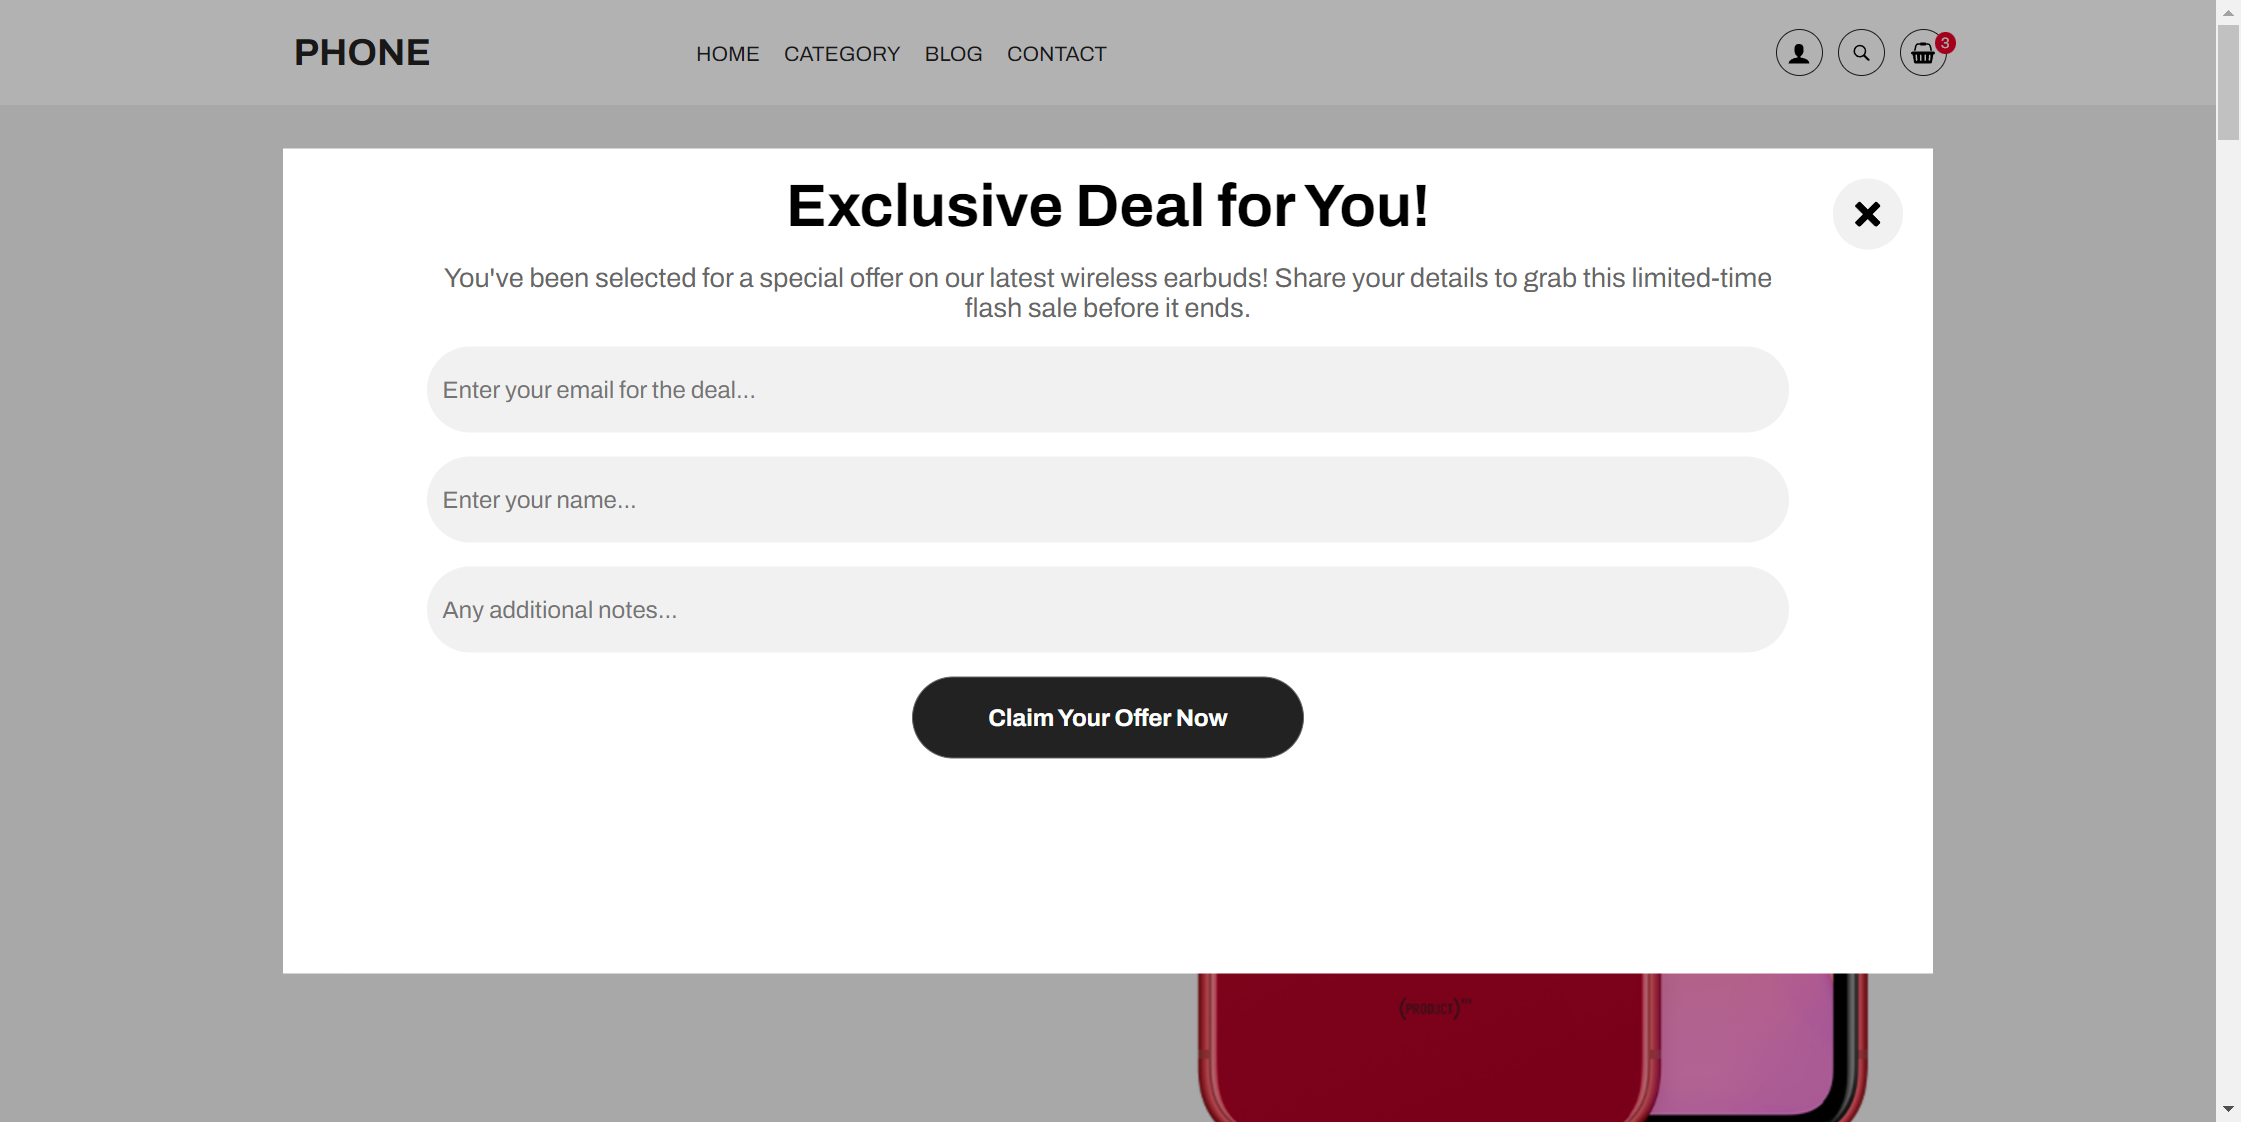 PHONE
HOME CATEGORY BLOG CONTACT
3
Exclusive Deal for You!
You've been selected for a special offer on our latest wireless earbuds! Share your details to grab this limited-time
flash sale before it ends.
Enter your email for the deal...
Enter your name...
Any additional notes...
Claim Your Offer Now
(PRODUCT)